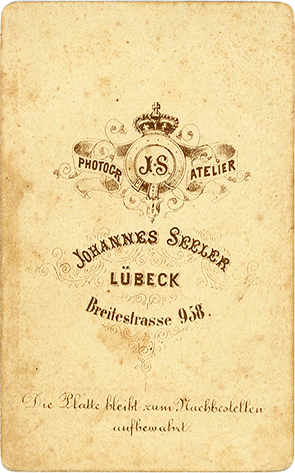 PHOTOGR. J.S ATELIER
JOHANNES SEELER
LÜBECK
Breitestrasse 958.
Die Platte bleibt zum Nachbestellen
aufbewahrt.